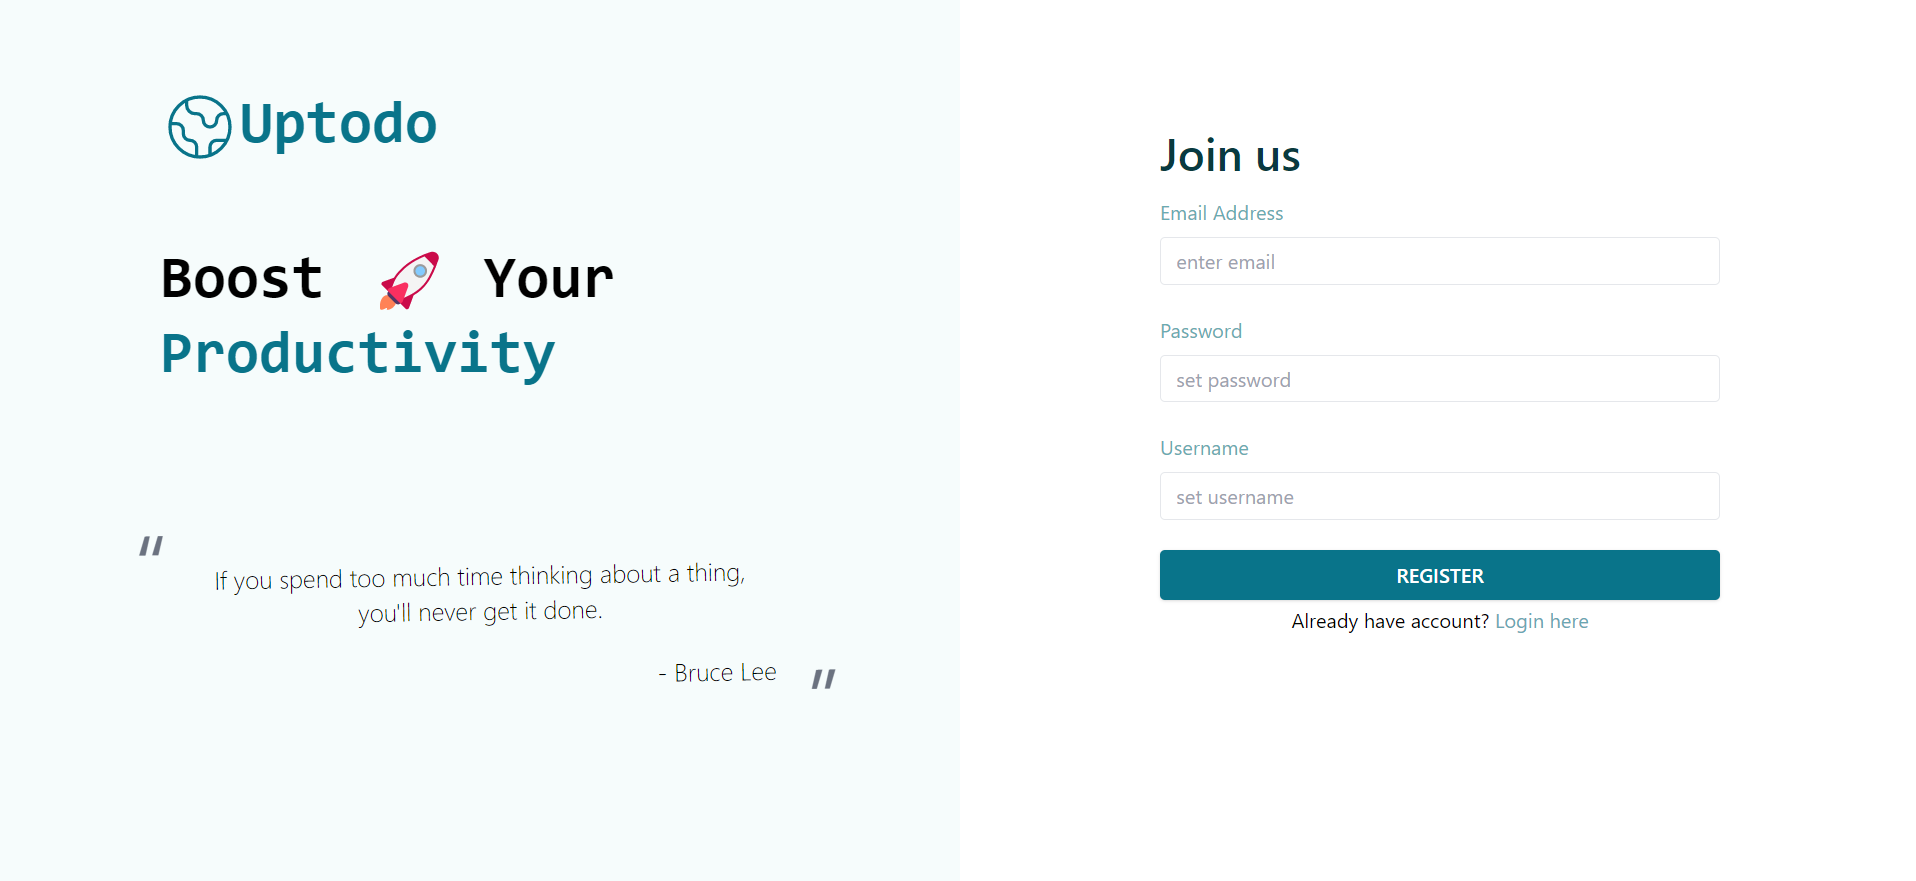 Uptodo
Boost 🚀 Your
Productivity
"
If you spend too much time thinking about a thing,
you'll never get it done.
- Bruce Lee
"
Join us
Email Address
enter email
Password
set password
Username
set username
REGISTER
Already have account? Login here